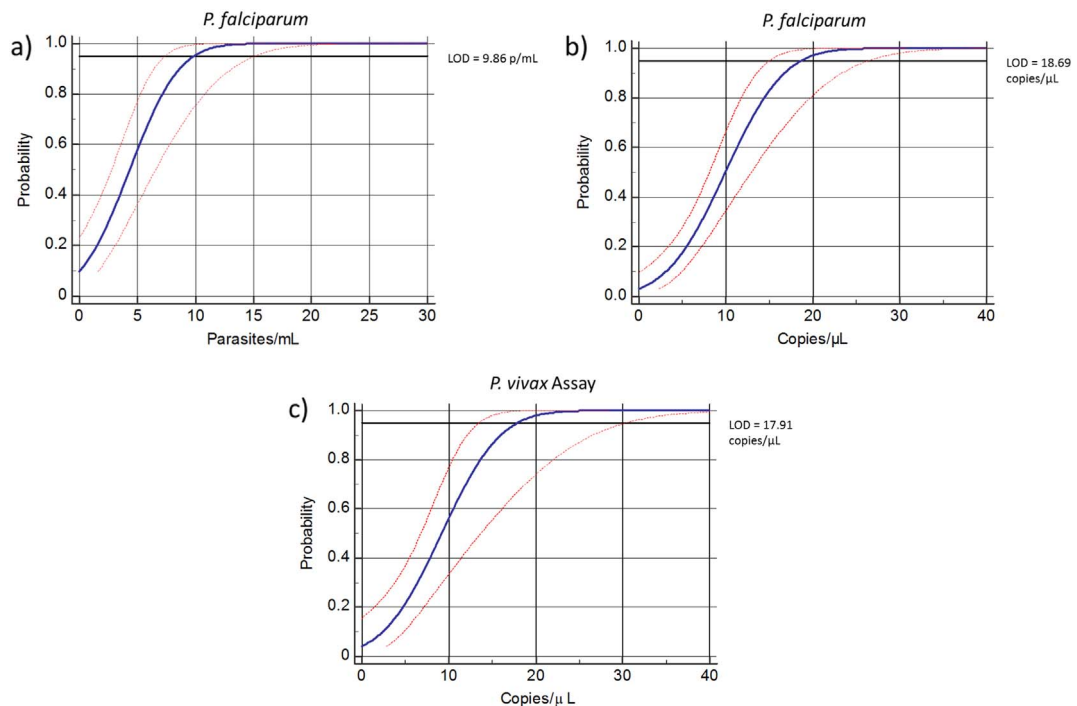 P. falciparum
a)
1.0
0.8
0.6
0.4
0.2
0
Probability
0 5 10 15 20 25 30
Parasites/mL
LOD = 9.86 p/mL
P. falciparum
b)
1.0
0.8
0.6
0.4
0.2
0.0
Probability
0 10 20 30 40
Copies/µL
LOD = 18.69
copies/µL
P. vivax Assay
c)
1.0
0.8
0.6
0.4
0.2
0
Probability
0 10 20 30 40
Copies/µ L
LOD = 17.91
copies/µL